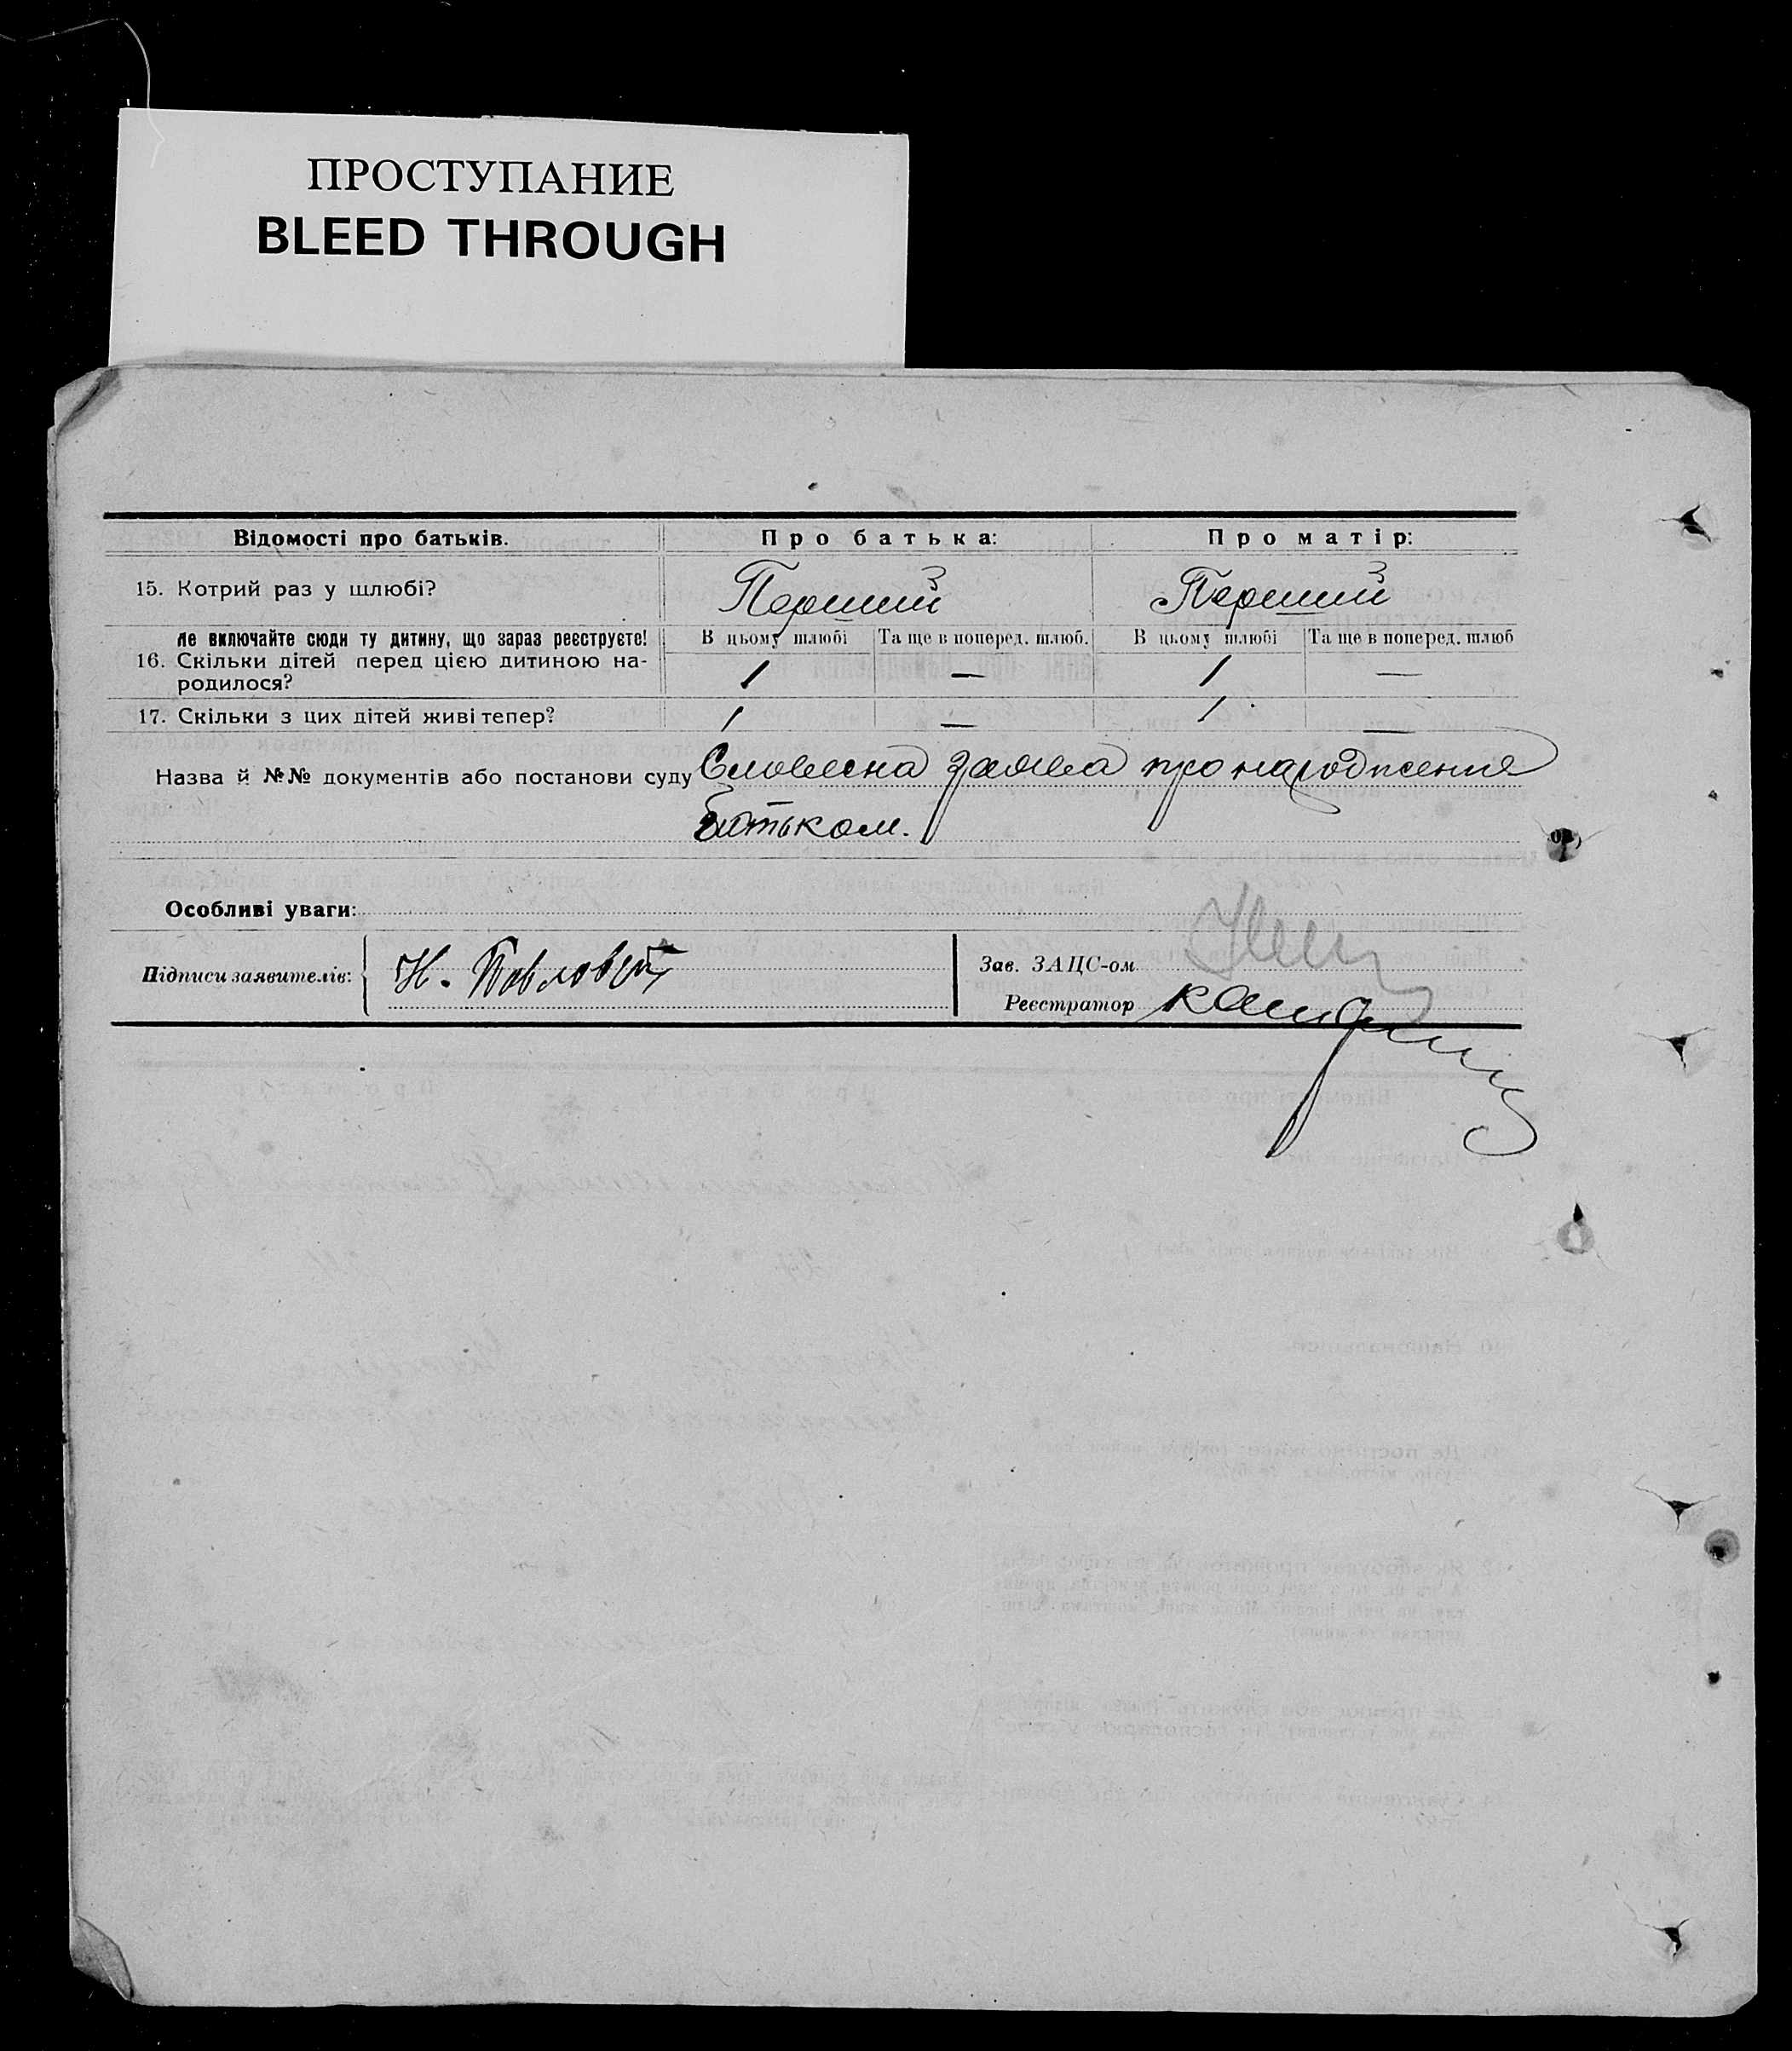 ПРОСТУПАНИЕ
BLEED THROUGH
Відомості про батьків. Про батька: Про матір:
15. Котрий раз у шлюбі? Перший Перший
Не включайте сюди ту дитину, що зараз реєструєте! В цьому шлюбі Та ще в поперед. шлюб. В цьому шлюбі Та ще в поперед. шлюб
16. Скільки дітей перед цією дитиною на-
родилося? 1 — 1 —
17. Скільки з цих дітей живі тепер? 1 — 1 —
Назва й №№ документів або постанови суду Словесна заява про народження
батьком.
Особливі уваги:
Підписи заявителів: Н.
Зав. ЗАЦС-ом
Реєстратор